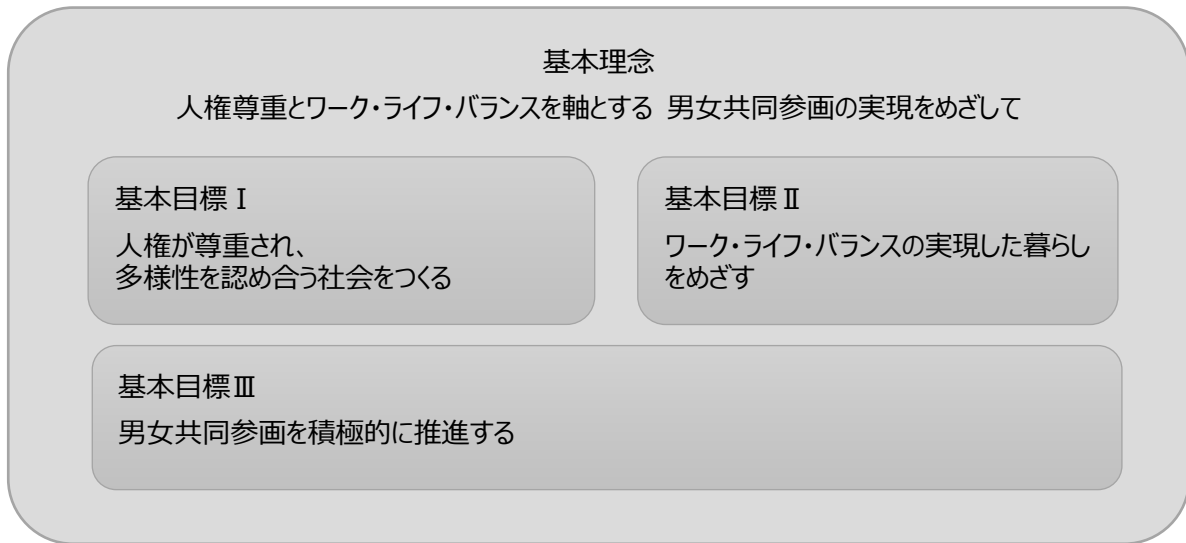 基本理念
人権尊重とワーク・ライフ・バランスを軸とする 男女共同参画の実現をめざして
基本目標Ⅰ
人権が尊重され、
多様性を認め合う社会をつくる
基本目標Ⅱ
ワーク・ライフ・バランスの実現した暮らし
をめざす
基本目標Ⅲ
男女共同参画を積極的に推進する